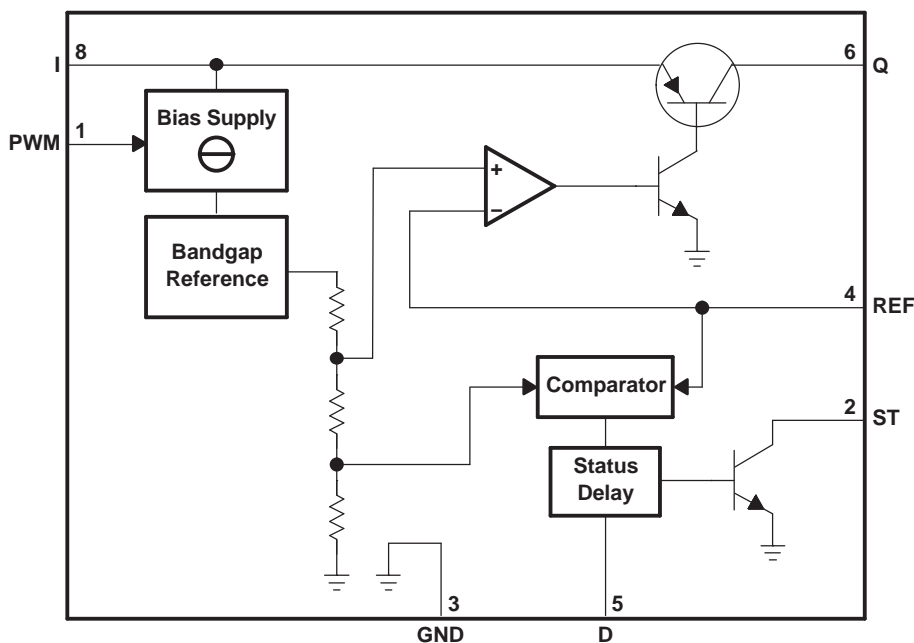 8
6
I
Q
Bias Supply
1
PWM
+
−
Bandgap
Reference
4
REF
Comparator
2
ST
Status
Delay
3
5
GND
D